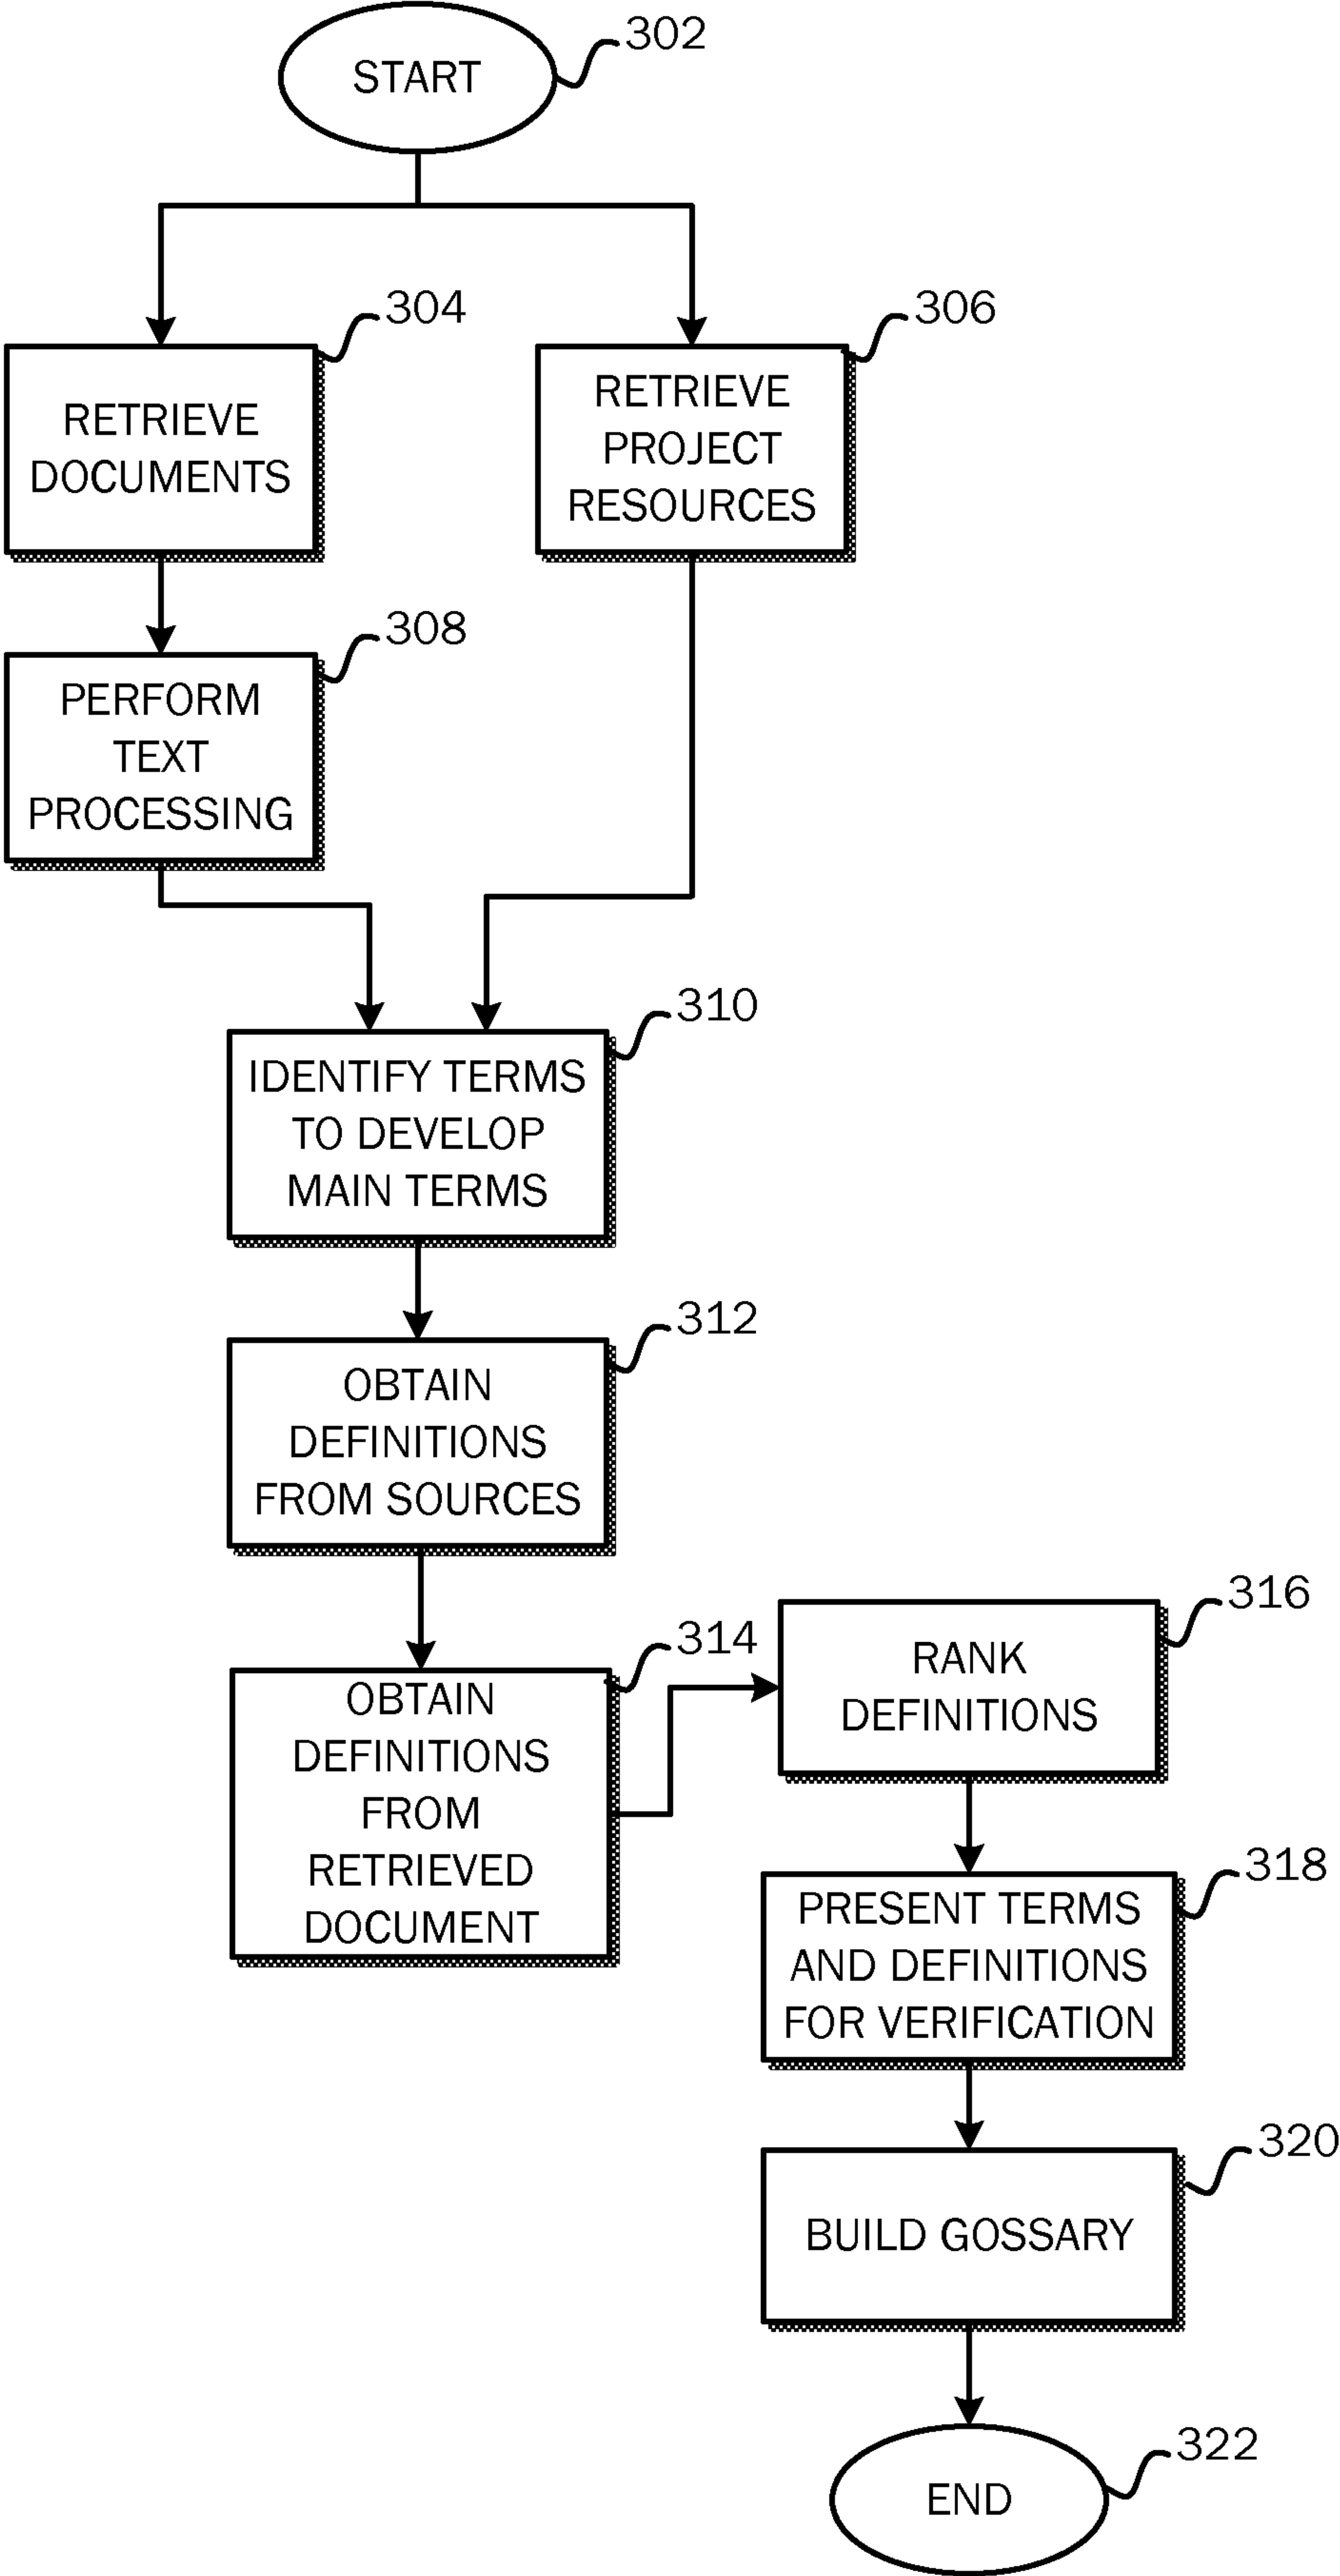 START
302
304
RETRIEVE
DOCUMENTS
306
RETRIEVE
PROJECT
RESOURCES
308
PERFORM
TEXT
PROCESSING
310
IDENTIFY TERMS
TO DEVELOP
MAIN TERMS
312
OBTAIN
DEFINITIONS
FROM SOURCES
314
OBTAIN
DEFINITIONS
FROM
RETRIEVED
DOCUMENT
316
RANK
DEFINITIONS
318
PRESENT TERMS
AND DEFINITIONS
FOR VERIFICATION
320
BUILD GOSSARY
322
END